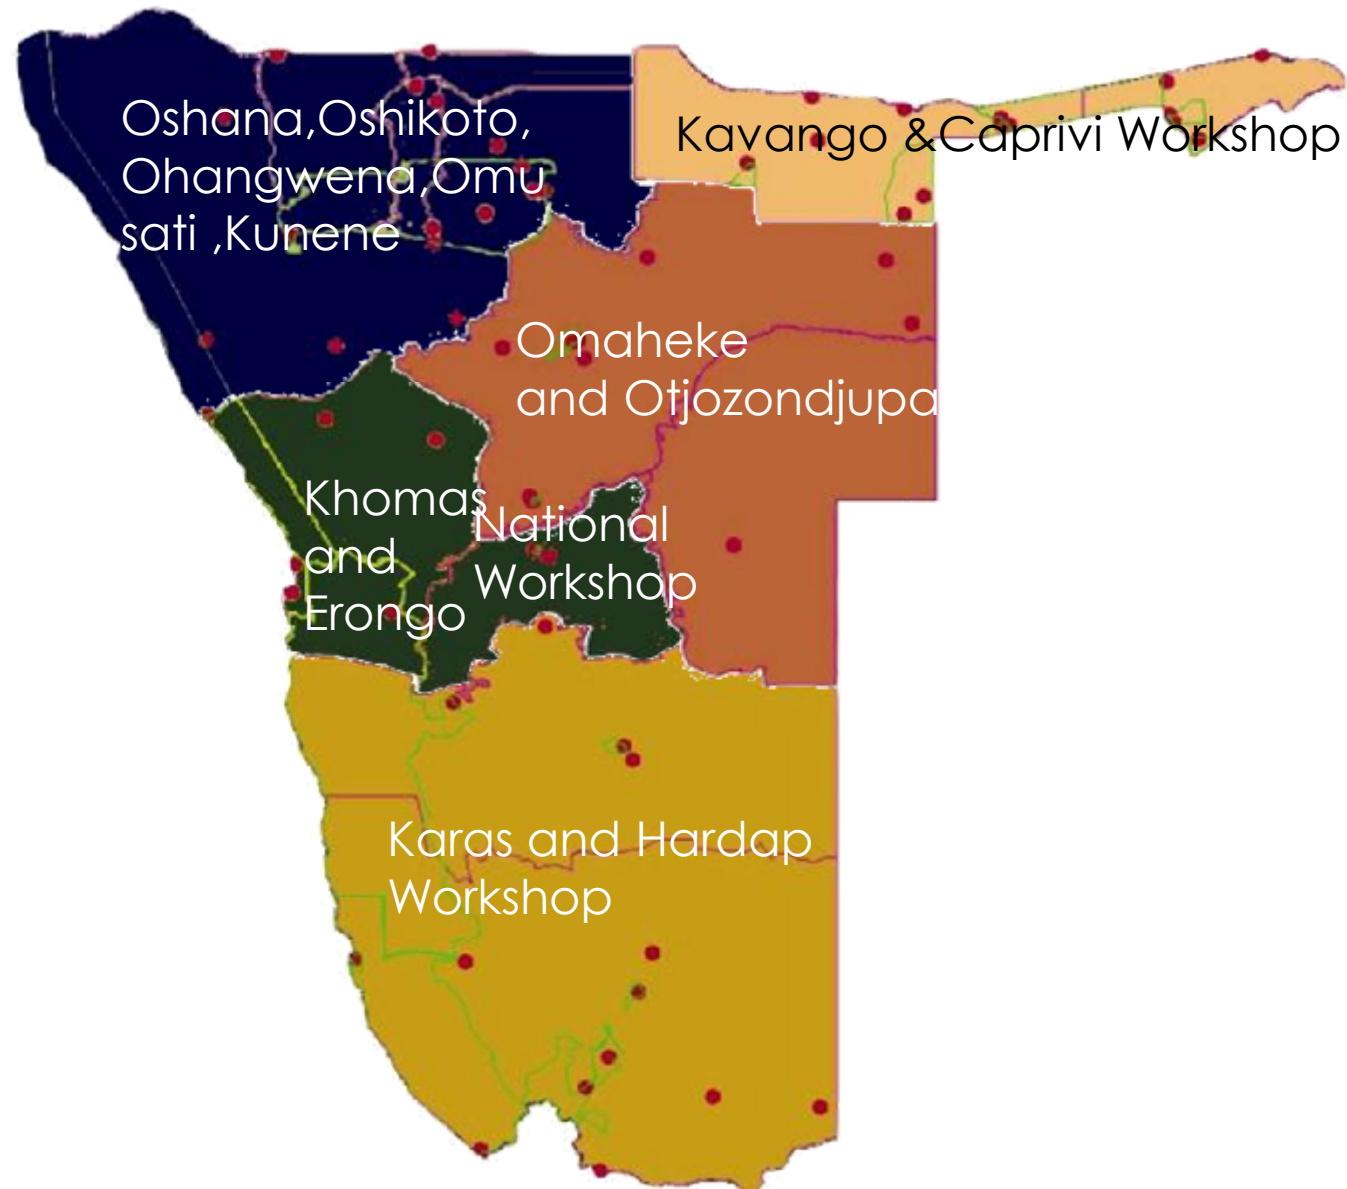 Oshana,Oshikoto,
Ohangwena,Omu
sati ,Kunene
Kavango &Caprivi Workshop
Omaheke
and Otjozondjupa
Khomas
and
Erongo
National
Workshop
Karas and Hardap
Workshop